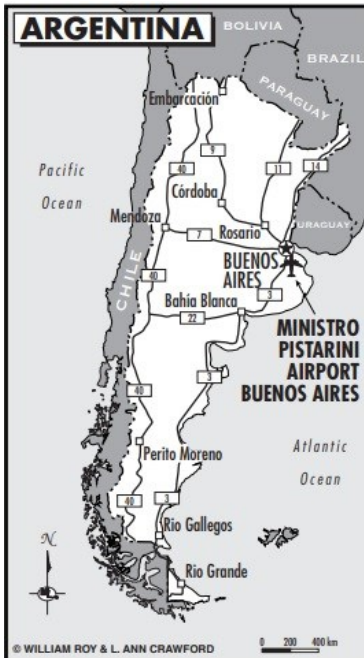 ARGENTINA
BOLIVIA
BRAZIL
PARAGUAY
Embarcación
9
Pacific
Ocean
40
11
14
Córdoba
Mendoza
Rosario
7
URAGUAY
BUENOS
AIRES
CHILE
40
3
Bahía Blanca
22
MINISTRO
PISTARINI
AIRPORT
BUENOS AIRES
3
40
Atlantic
Ocean
Perito Moreno
40
3
Rio Gallegos
N
Rio Grande
© WILLIAM ROY & L. ANN CRAWFORD
0 200 400 km